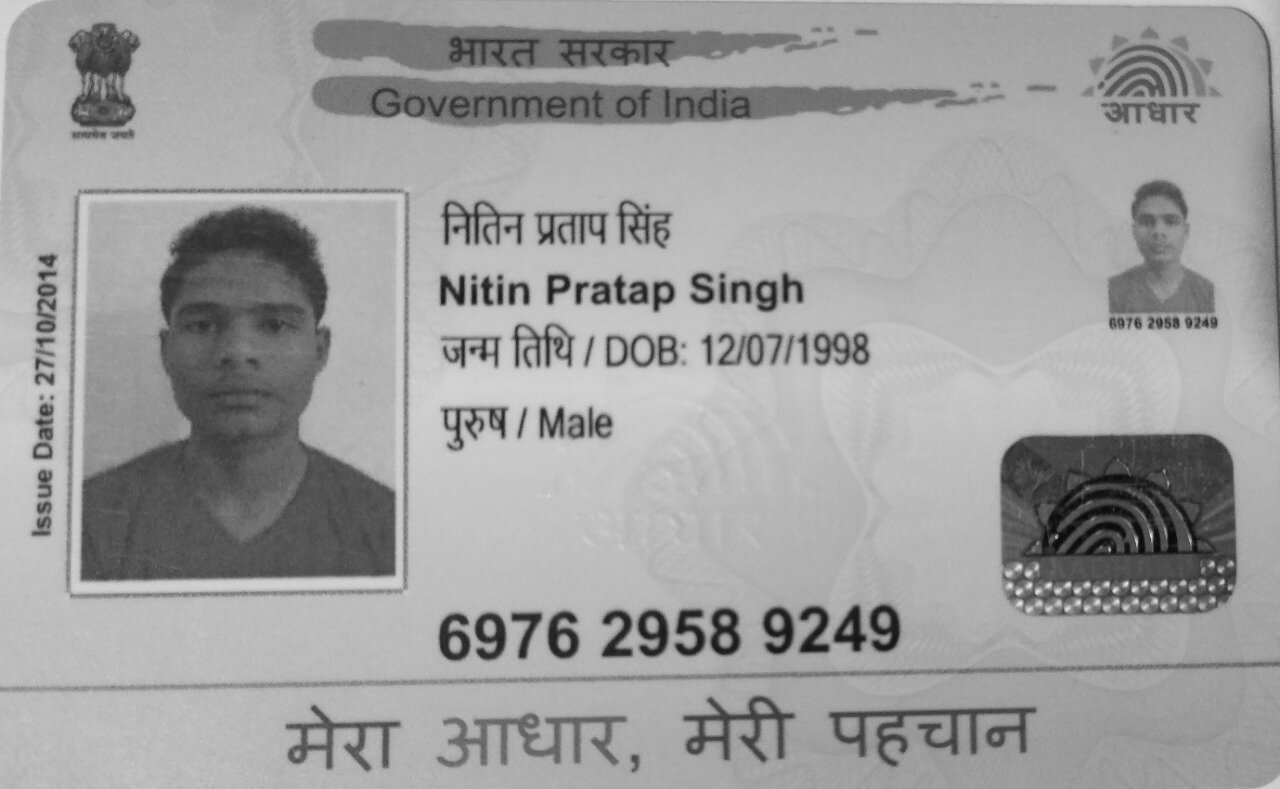 सत्यमेव जयते
भारत सरकार
Government of India
आधार
Issue Date: 27/10/2014
नितिन प्रताप सिंह
Nitin Pratap Singh
जन्म तिथि / DOB: 12/07/1998
पुरुष / Male
6976 2958 9249
6976 2958 9249
मेरा आधार, मेरी पहचान